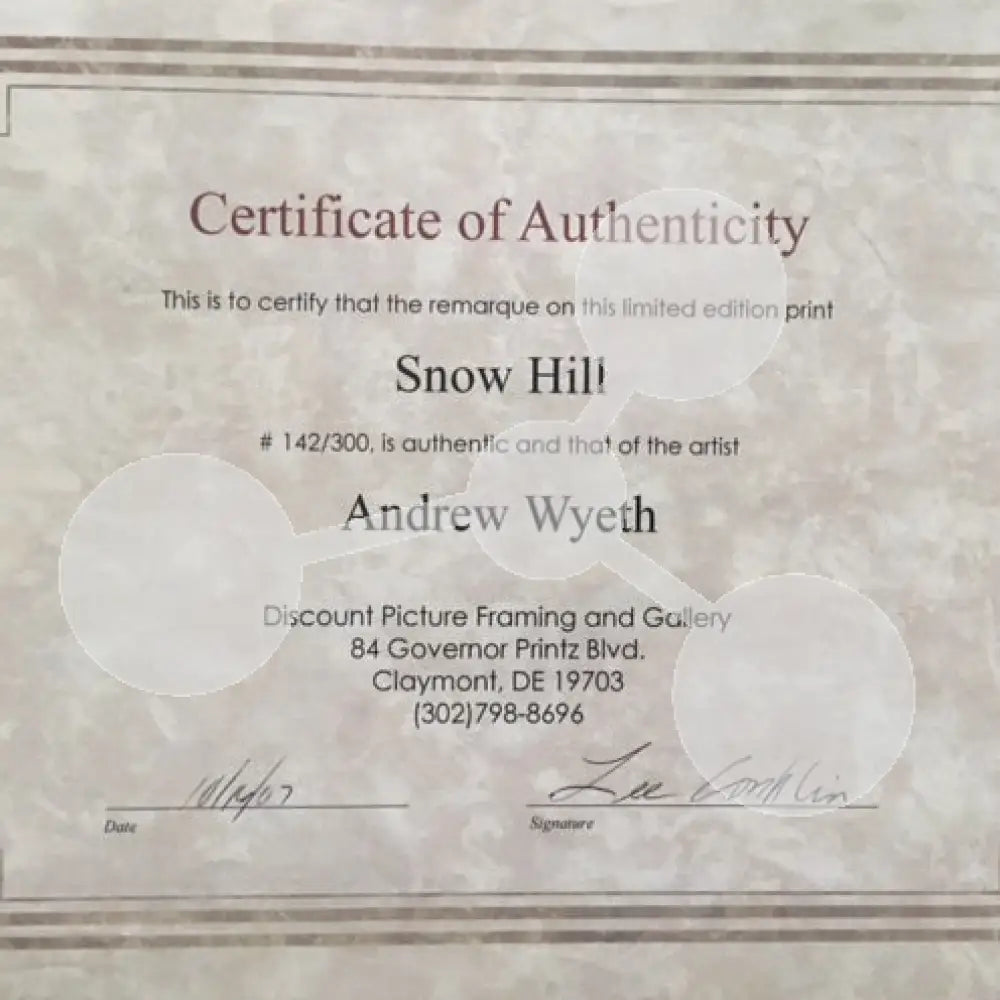 Certificate of Authenticity
This is to certify that the remarque on this limited edition print
Snow Hill
# 142/300, is authentic and that of the artist
Andrew Wyeth
Discount Picture Framing and Gallery
84 Governor Printz Blvd.
Claymont, DE 19703
(302)798-8696
Lee Conklin
Date
Signature